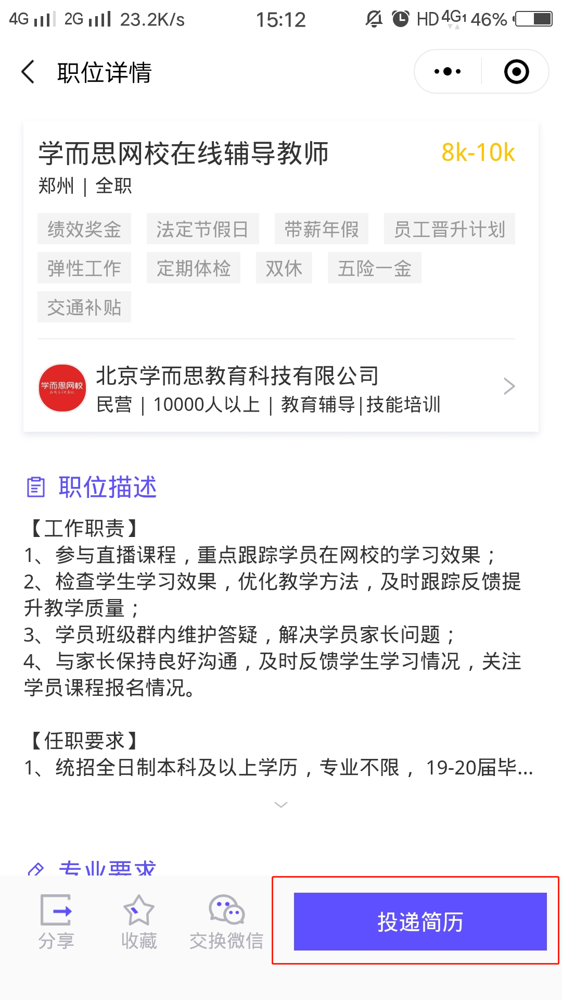 4G 2G 23.2K/s 15:12 HD 4G1 46%
职位详情
学而思网校在线辅导教师 8k-10k
郑州 | 全职
绩效奖金 法定节假日 带薪年假 员工晋升计划
弹性工作 定期体检 双休 五险一金
交通补贴
北京学而思教育科技有限公司
学而思网校
民营 | 10000人以上 | 教育辅导|技能培训
职位描述
【工作职责】
1、参与直播课程，重点跟踪学员在网校的学习效果；
2、检查学生学习效果，优化教学方法，及时跟踪反馈提
升教学质量；
3、学员班级群内维护答疑，解决学员家长问题；
4、与家长保持良好沟通，及时反馈学生学习情况，关注
学员课程报名情况。
【任职要求】
1、统招全日制本科及以上学历，专业不限，19-20届毕...
专业要求
分享 收藏 交换微信 投递简历